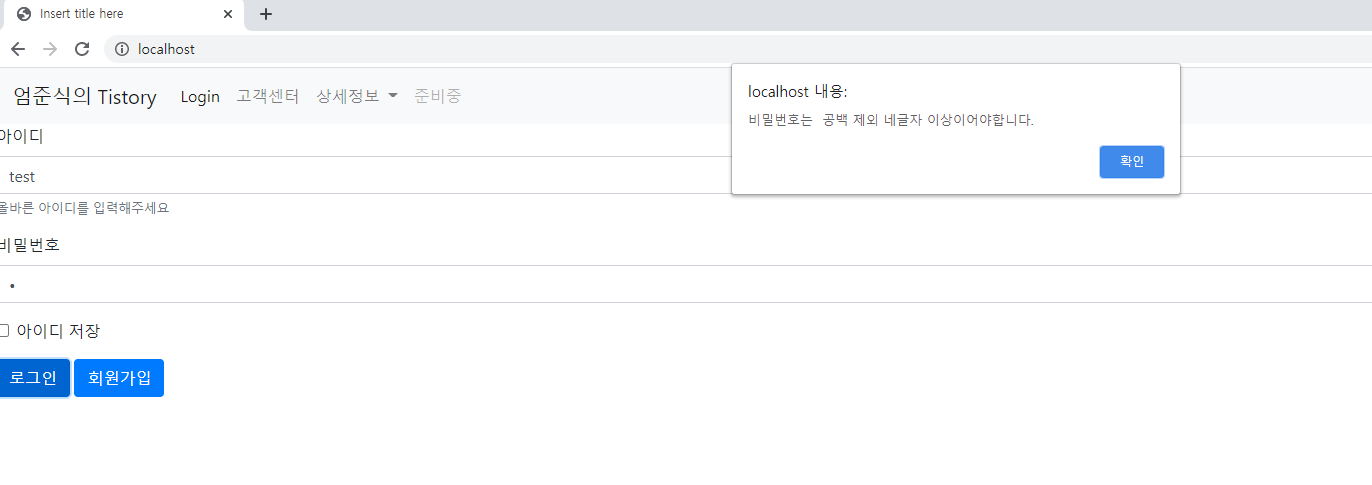 Insert title here
localhost
엄준식의 Tistory Login 고객센터 상세정보 준비중
localhost 내용:
비밀번호는 공백 제외 네글자 이상이어야합니다.
확인
아이디
test
올바른 아이디를 입력해주세요
비밀번호
•
아이디 저장
로그인 회원가입